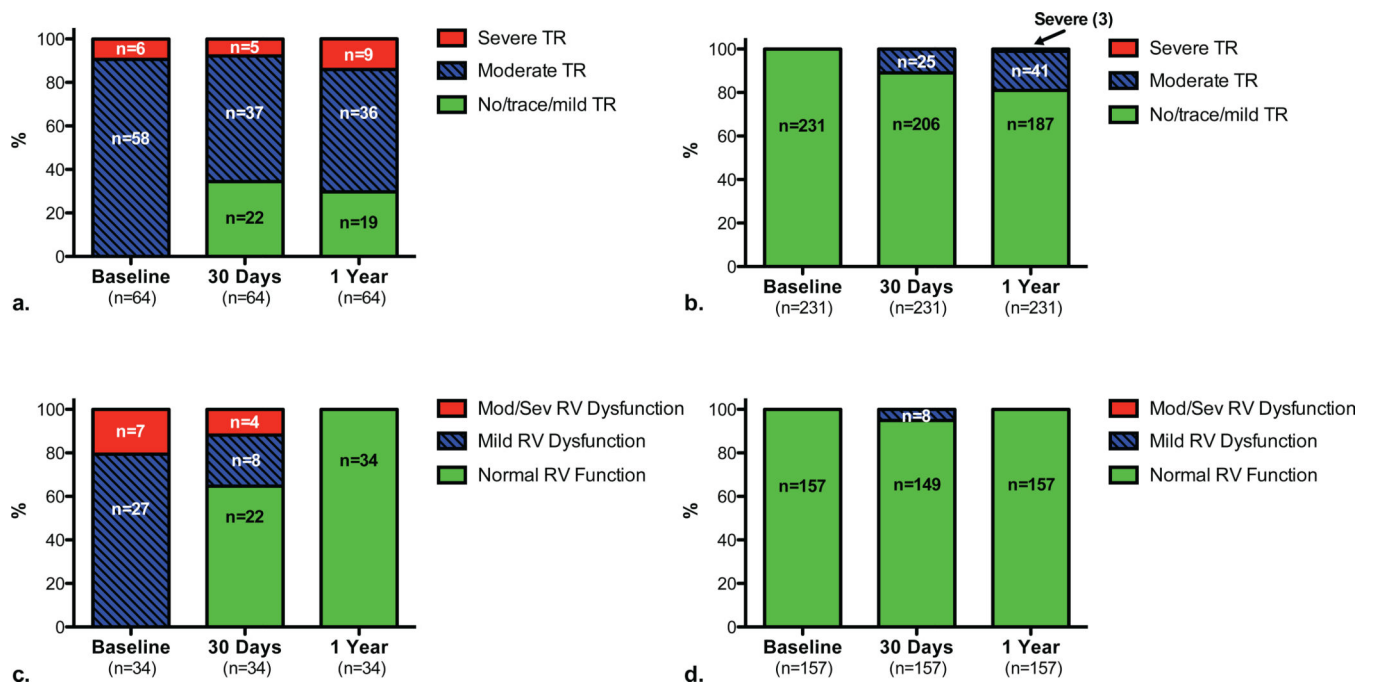 100
80
60
40
20
0
%
n=6
n=58
n=5
n=37
n=22
n=9
n=36
n=19
Baseline
(n=64)
30 Days
(n=64)
1 Year
(n=64)
Severe TR
Moderate TR
No/trace/mild TR
a.
Severe (3)
100
80
60
40
20
0
%
n=231
n=25
n=206
n=41
n=187
Baseline
(n=231)
30 Days
(n=231)
1 Year
(n=231)
Severe TR
Moderate TR
No/trace/mild TR
b.
100
80
60
40
20
0
%
n=7
n=27
n=4
n=8
n=22
n=34
Baseline
(n=34)
30 Days
(n=34)
1 Year
(n=34)
Mod/Sev RV Dysfunction
Mild RV Dysfunction
Normal RV Function
c.
100
80
60
40
20
0
%
n=157
n=8
n=149
n=157
Baseline
(n=157)
30 Days
(n=157)
1 Year
(n=157)
Mod/Sev RV Dysfunction
Mild RV Dysfunction
Normal RV Function
d.